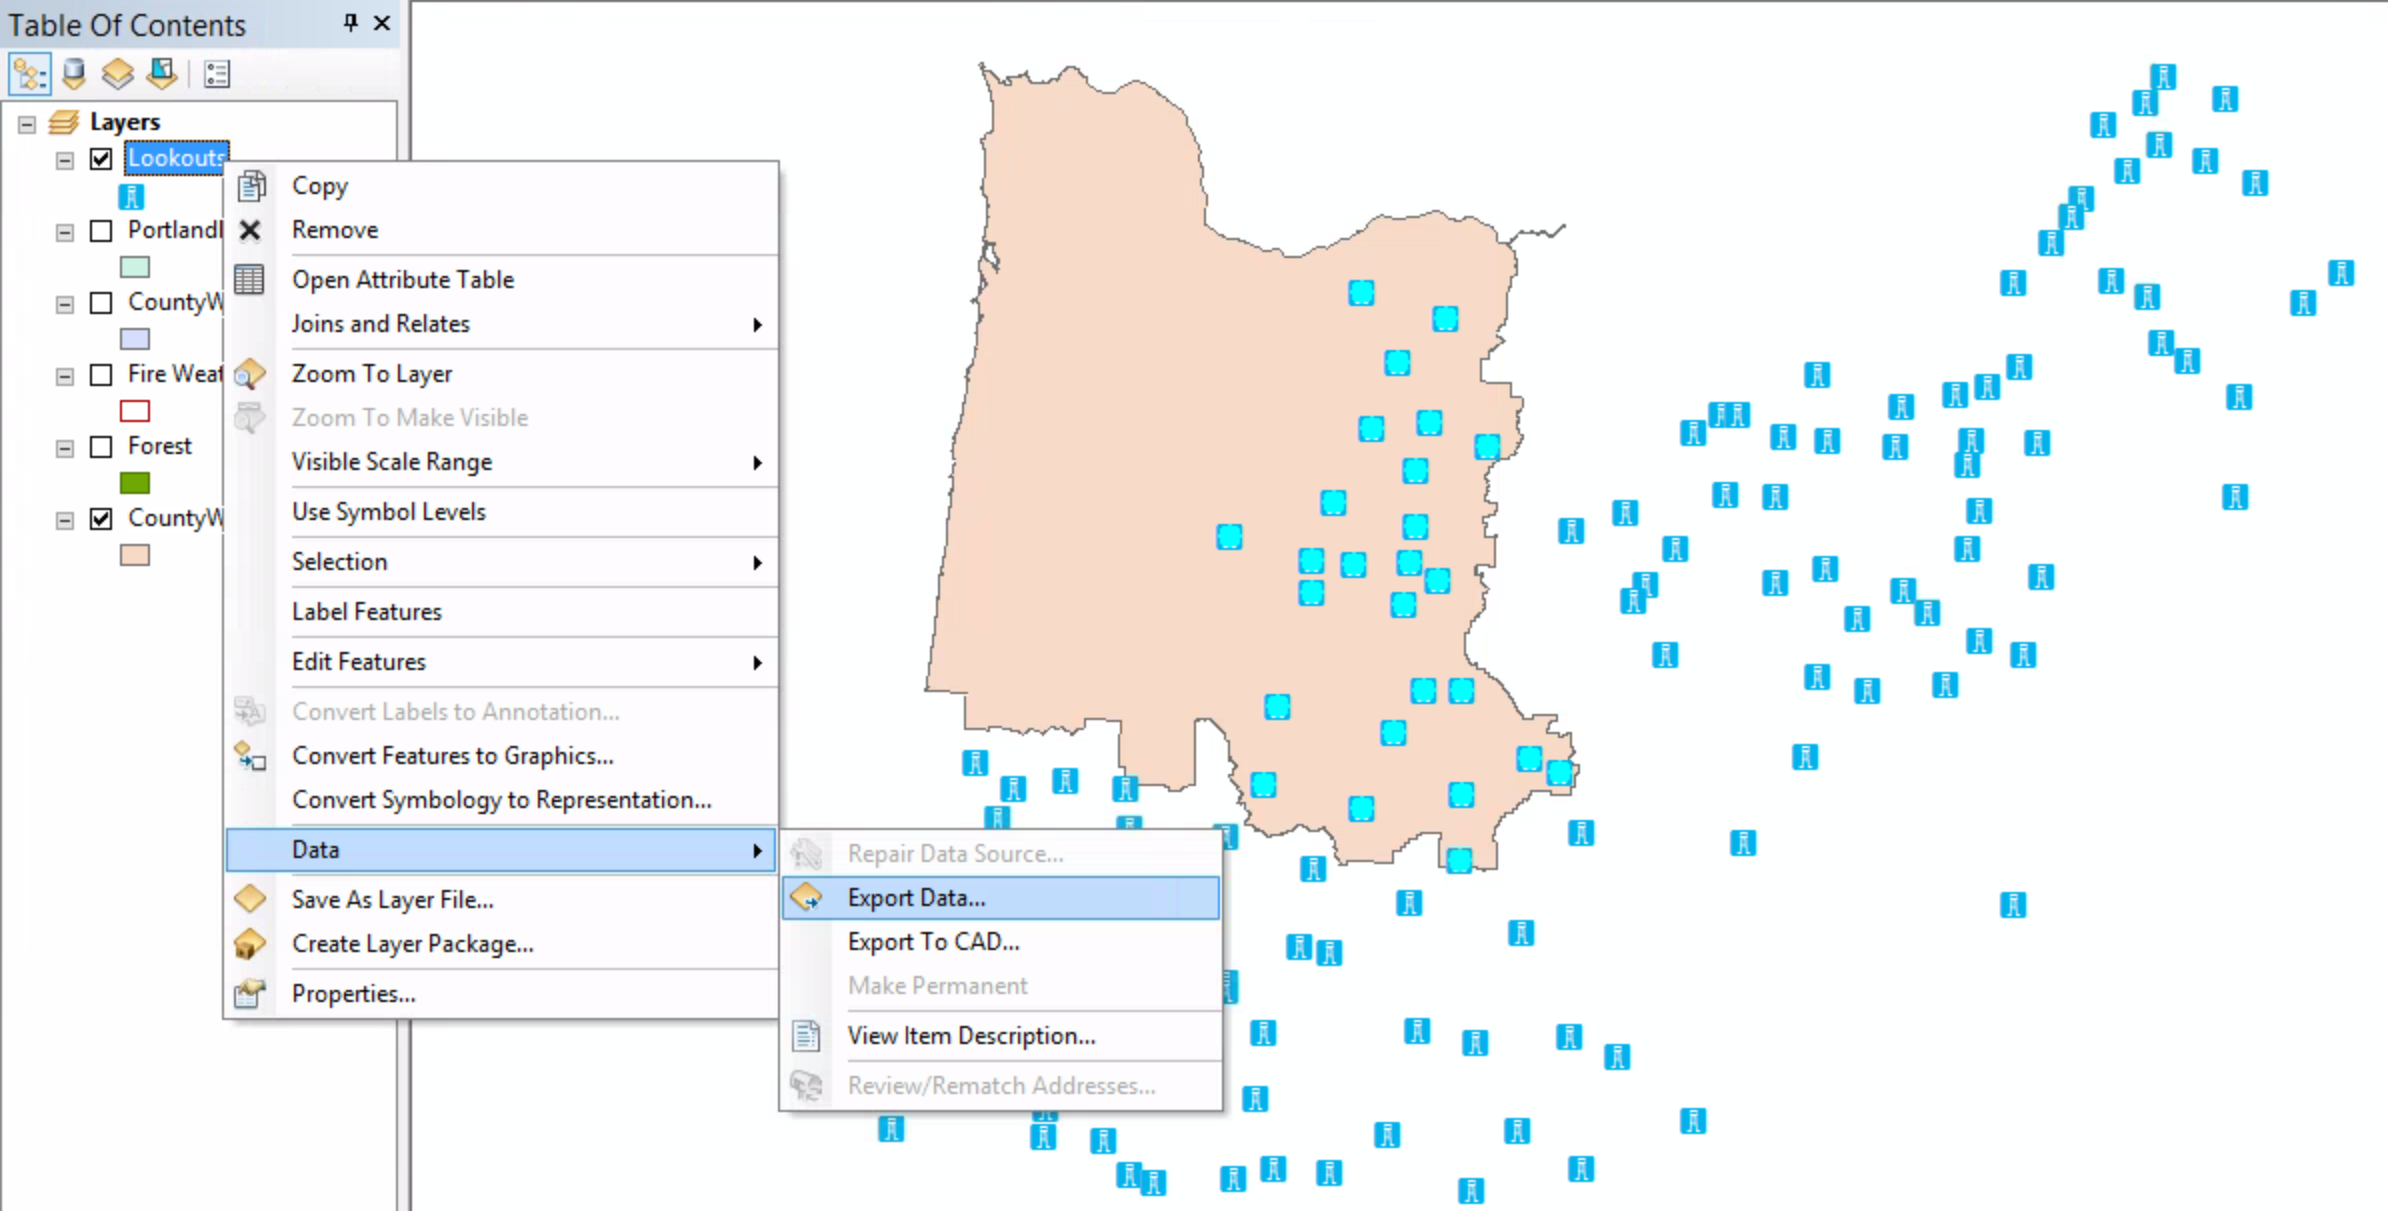 Table Of Contents
Layers
Lookouts
Portland
CountyW
Fire Weat
Forest
CountyW
Copy
Remove
Open Attribute Table
Joins and Relates
Zoom To Layer
Zoom To Make Visible
Visible Scale Range
Use Symbol Levels
Selection
Label Features
Edit Features
Convert Labels to Annotation...
Convert Features to Graphics...
Convert Symbology to Representation...
Data
Save As Layer File...
Create Layer Package...
Properties...
Repair Data Source...
Export Data...
Export To CAD...
Make Permanent
View Item Description...
Review/Rematch Addresses...